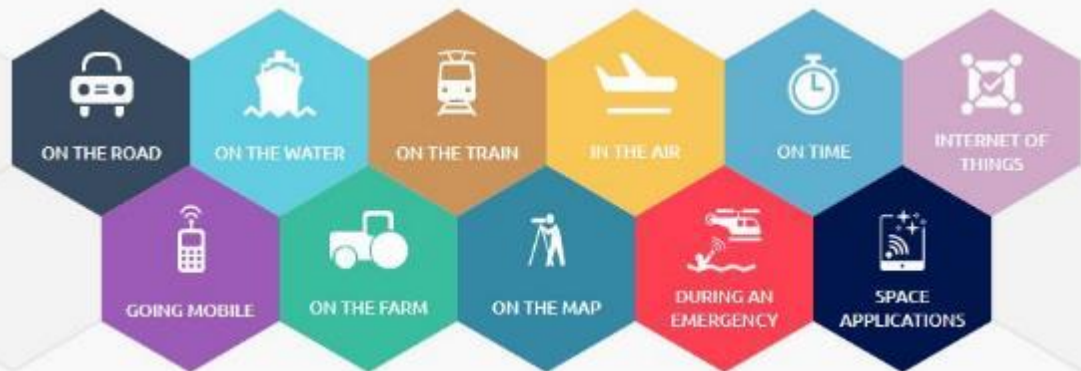 ON THE ROAD
ON THE WATER
ON THE TRAIN
IN THE AIR
ON TIME
INTERNET OF
THINGS
GOING MOBILE
ON THE FARM
ON THE MAP
DURING AN
EMERGENCY
SPACE
APPLICATIONS